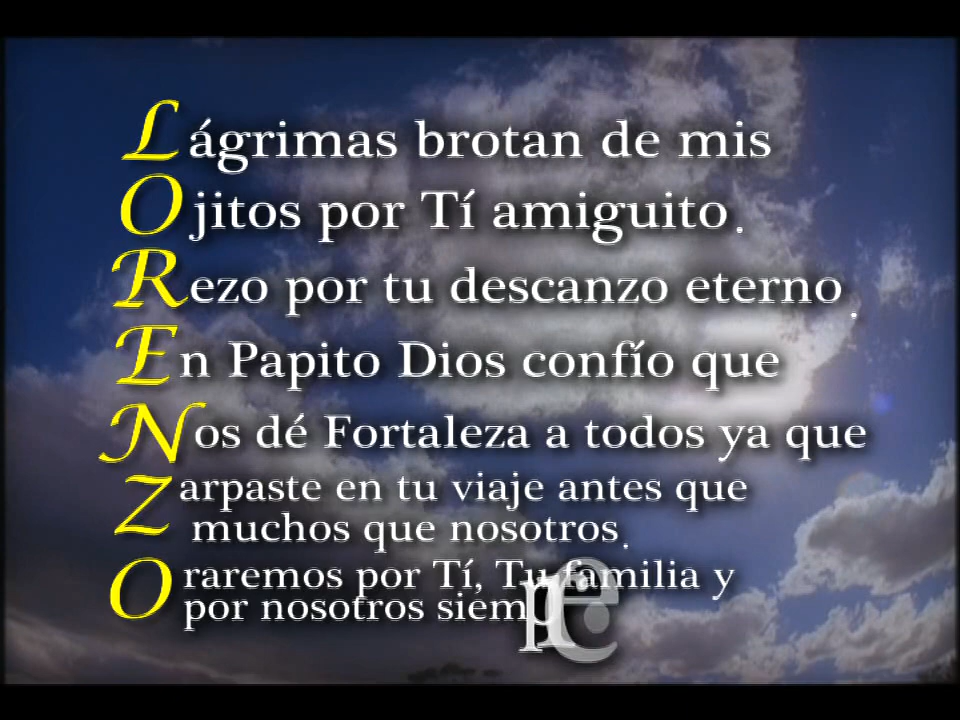 Lágrimas brotan de mis
Ojitos por Tí amiguito.
Rezo por tu descanzo eterno.
En Papito Dios confío que
Nos dé Fortaleza a todos ya que
Zarpaste en tu viaje antes que
muchos que nosotros.
Oraremos por Tí, Tu familia y
por nosotros siempre